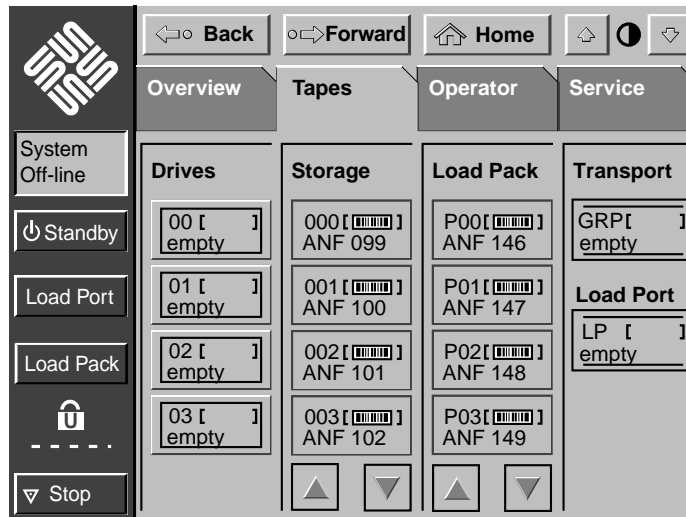 SUN
Back
Forward
Home
Overview
Tapes
Operator
Service
System
Off-line
Standby
Load Port
Load Pack
U
Stop
Drives
00 [ ]
empty
01 [ ]
empty
02 [ ]
empty
03 [ ]
empty
Storage
000 [ ]
ANF 099
001 [ ]
ANF 100
002 [ ]
ANF 101
003 [ ]
ANF 102
Load Pack
P00 [ ]
ANF 146
P01 [ ]
ANF 147
P02 [ ]
ANF 148
P03 [ ]
ANF 149
Transport
GRP [ ]
empty
Load Port
LP [ ]
empty